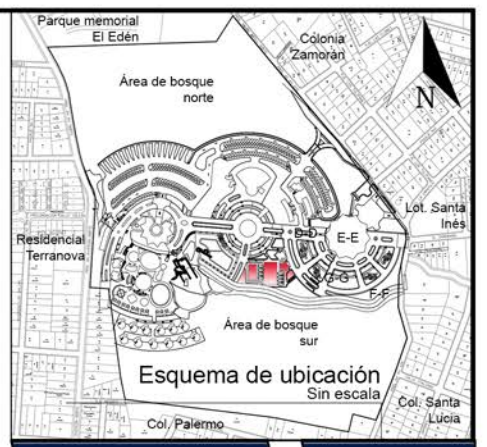 Parque memorial
El Edén
Colonia
Zamorán
Área de bosque
norte
N
Lot. Santa
Inés
E-E
Residencial
Terranova
G-G
F-F
Área de bosque
sur
Esquema de ubicación
Sin escala
Col. Santa
Lucia
Col. Palermo